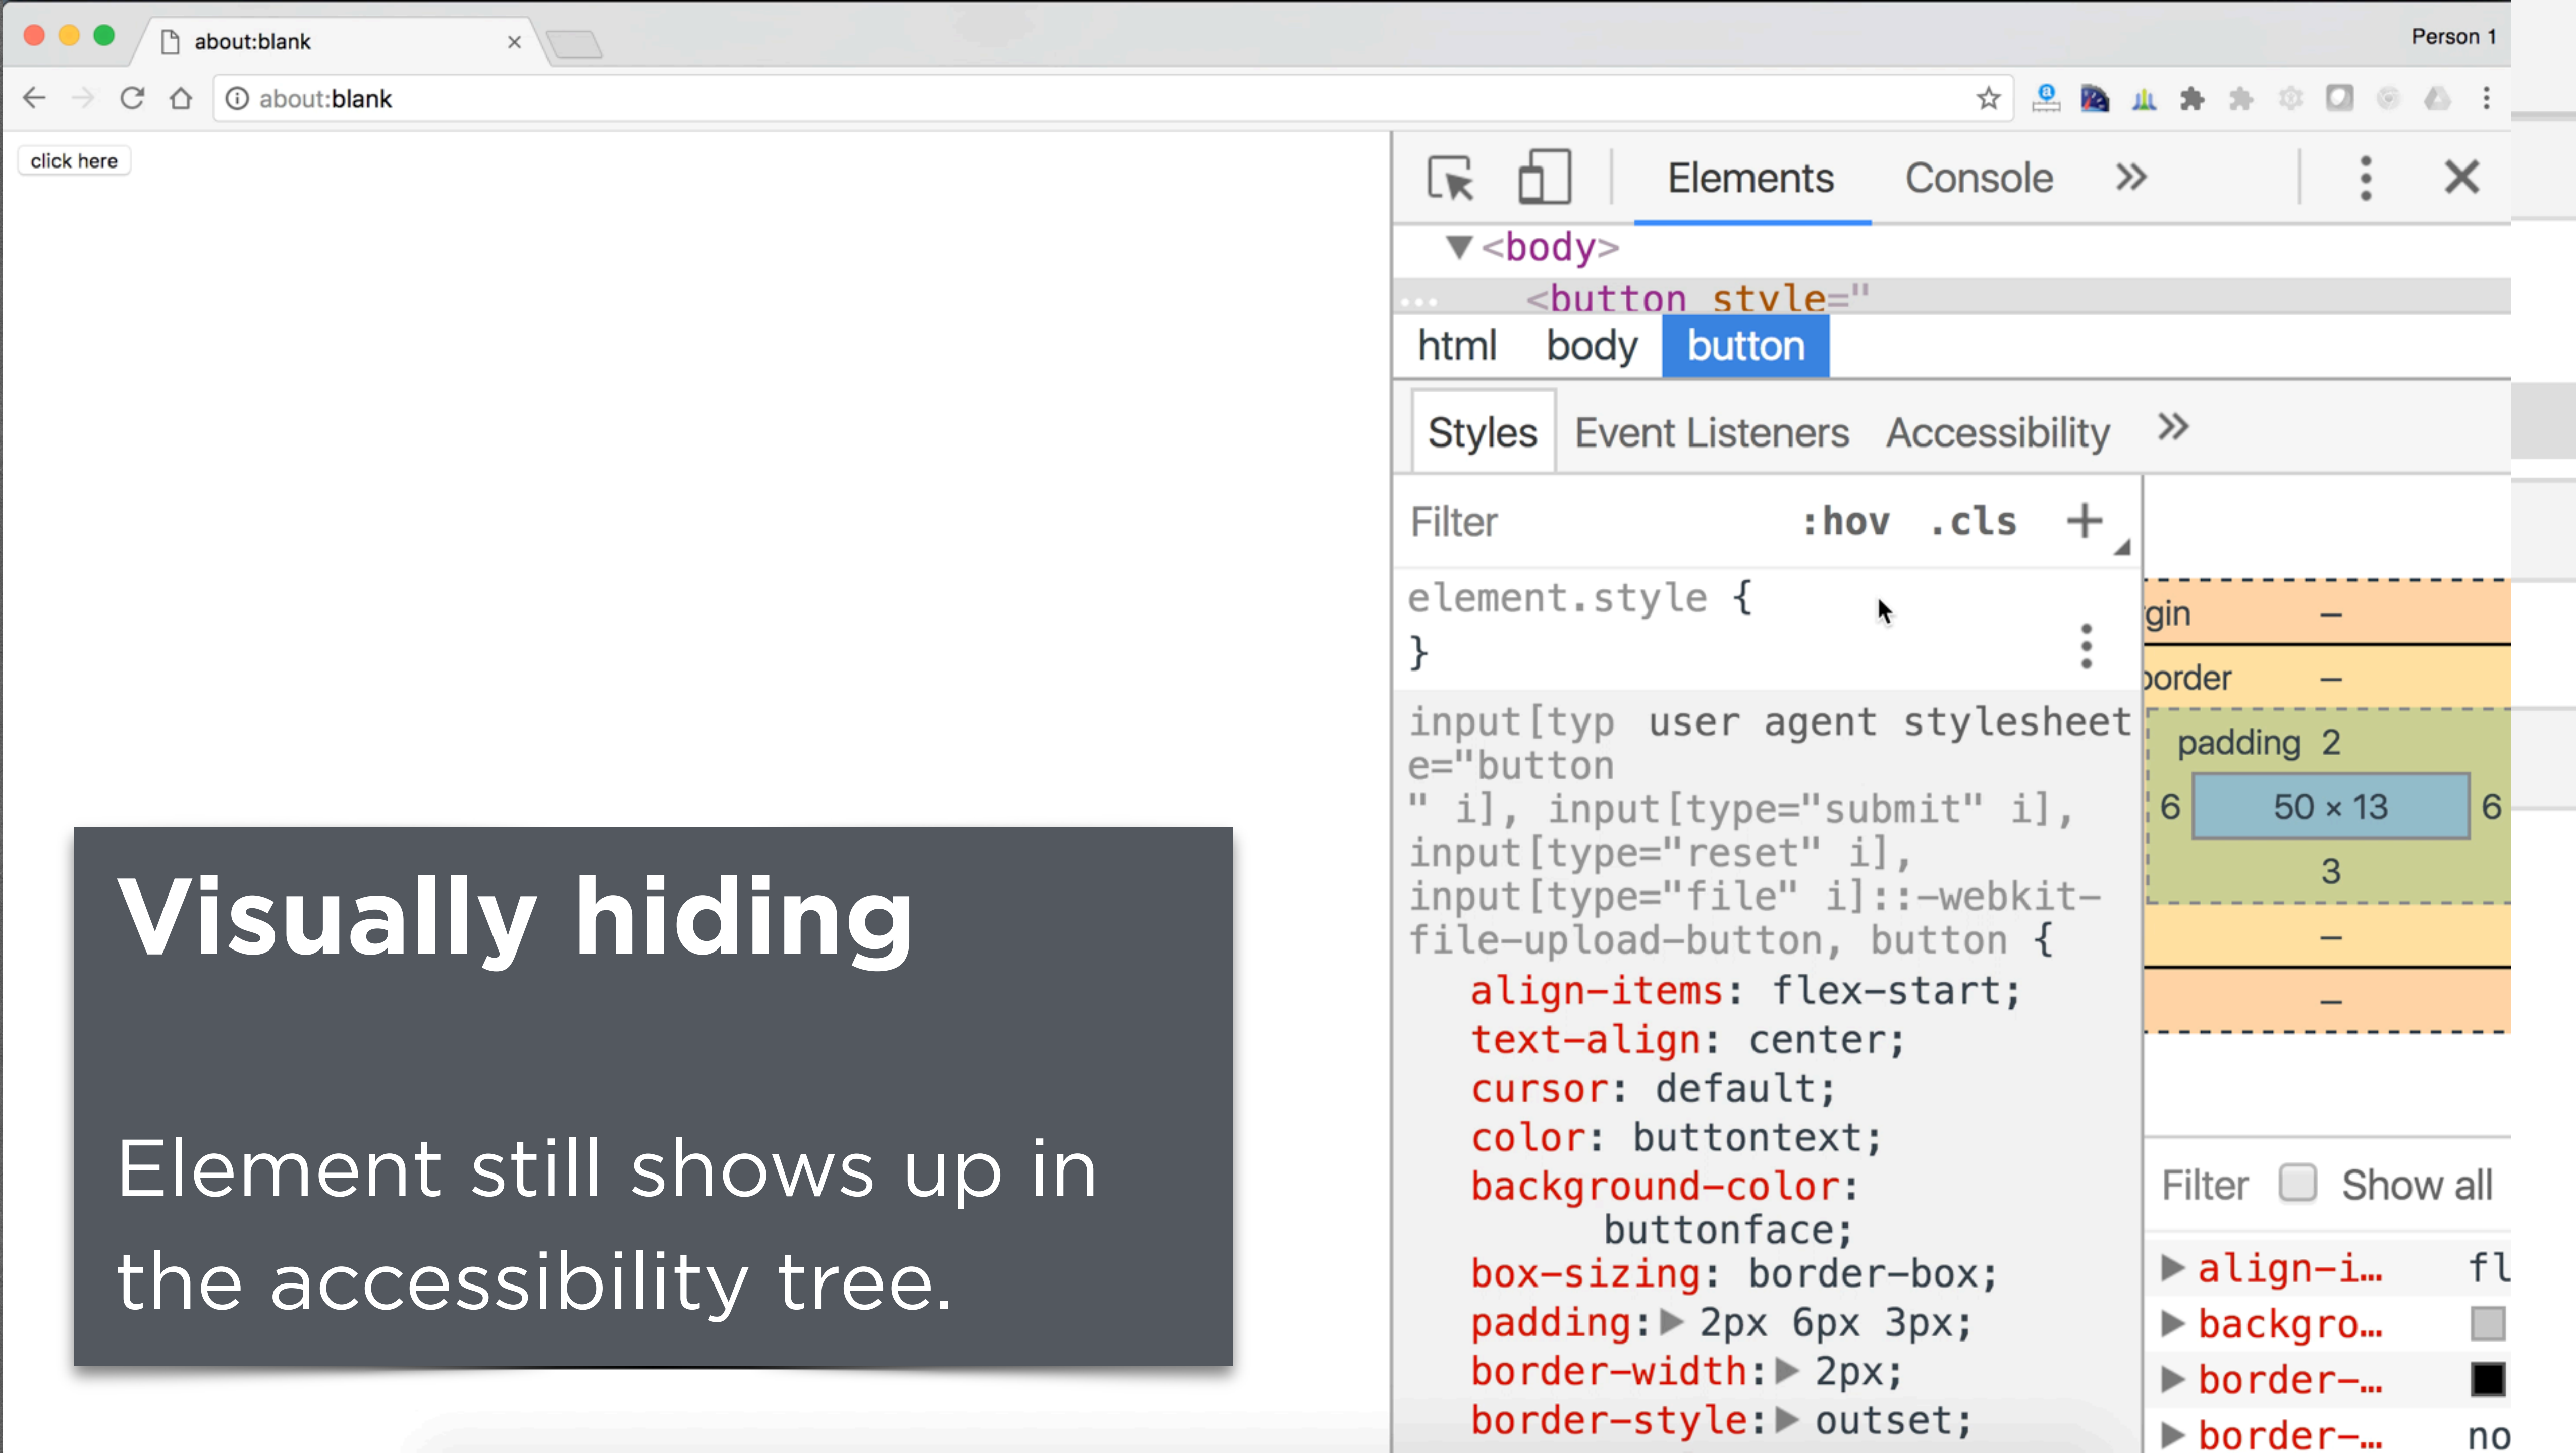 about:blank
Person 1
about:blank
click here
Elements Console
<body>
<button style="
html body button
Styles Event Listeners Accessibility
Filter :hov .cls +
element.style {
}
input[typ user agent stylesheet
e="button
" i], input[type="submit" i],
input[type="reset" i],
input[type="file" i]::-webkit-
file-upload-button, button {
align-items: flex-start;
text-align: center;
cursor: default;
color: buttontext;
background-color:
buttonface;
box-sizing: border-box;
padding: 2px 6px 3px;
border-width: 2px;
border-style: outset;
gin –
border –
padding 2
6 50 × 13 6
3
–
–
Filter Show all
align-i… fl
backgro…
border-…
border-… no
Visually hiding
Element still shows up in
the accessibility tree.